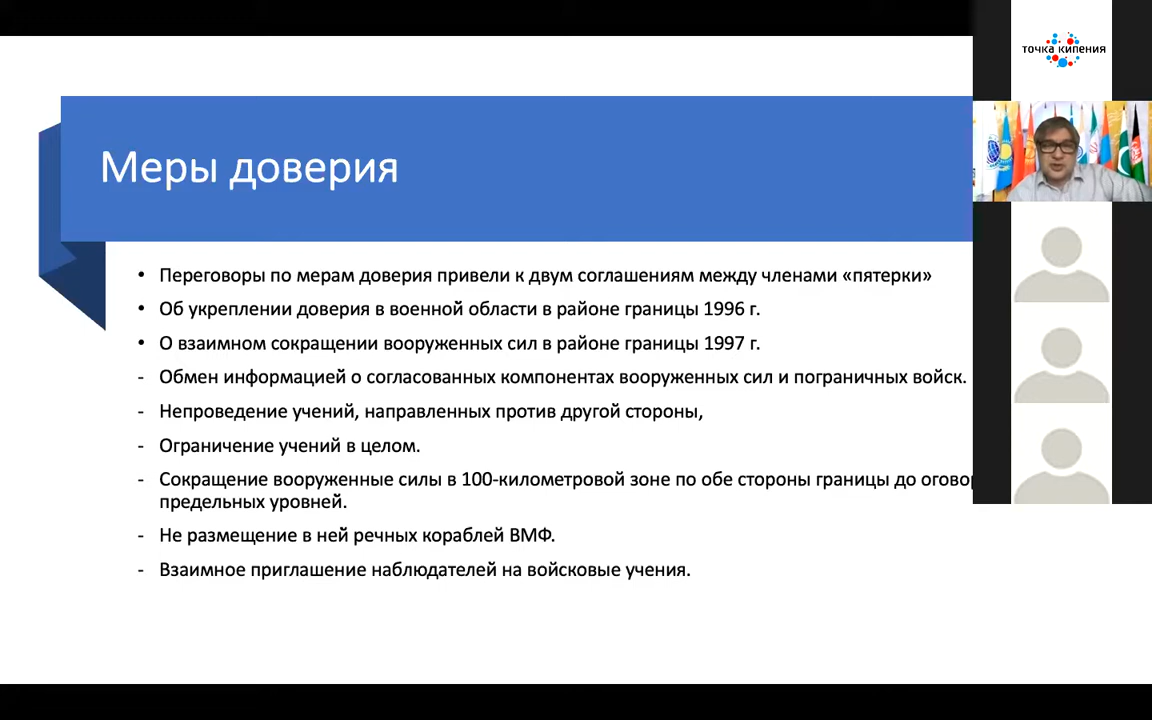 точка кипения
Меры доверия
• Переговоры по мерам доверия привели к двум соглашениям между членами «пятерки»
• Об укреплении доверия в военной области в районе границы 1996 г.
• О взаимном сокращении вооруженных сил в районе границы 1997 г.
- Обмен информацией о согласованных компонентах вооруженных сил и пограничных войск.
- Непроведение учений, направленных против другой стороны,
- Ограничение учений в целом.
- Сокращение вооруженные силы в 100-километровой зоне по обе стороны границы до
предельных уровней.
- Не размещение в ней речных кораблей ВМФ.
- Взаимное приглашение наблюдателей на войсковые учения.